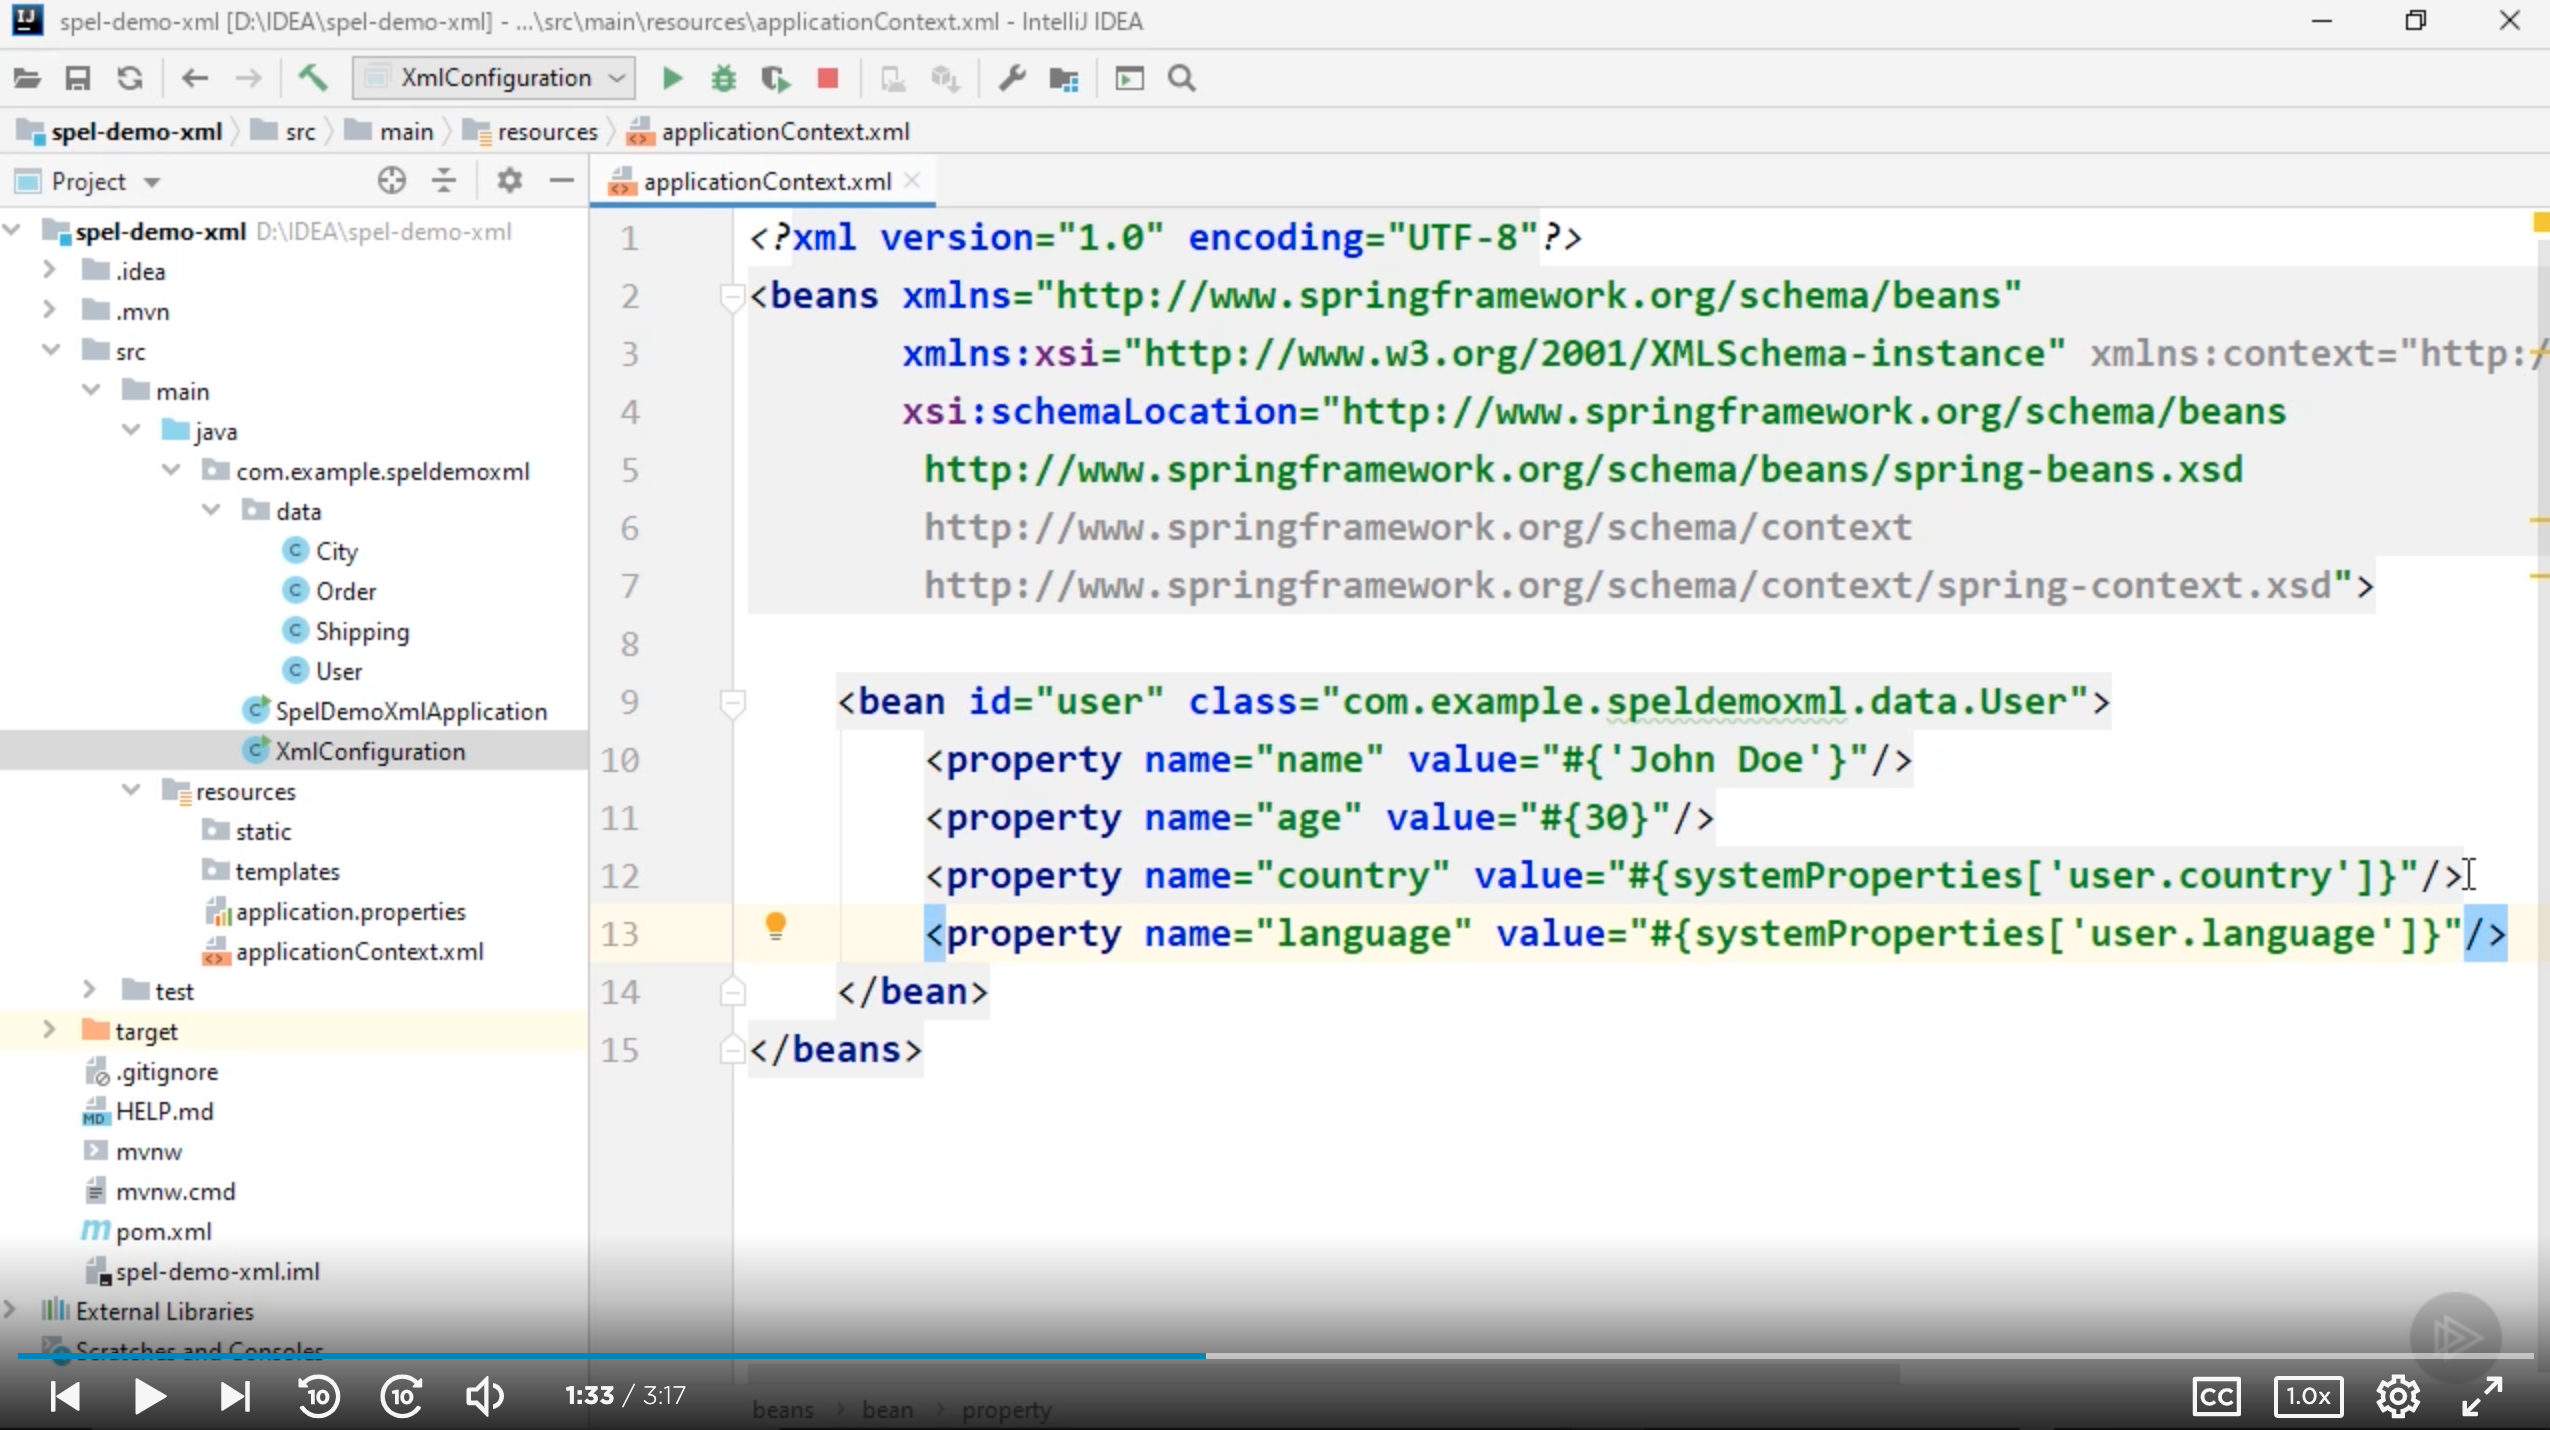 spel-demo-xml [D:\IDEA\spel-demo-xml] - ...\src\main\resources\applicationContext.xml - IntelliJ IDEA
XmlConfiguration
spel-demo-xml src main resources applicationContext.xml
Project
applicationContext.xml
spel-demo-xml D:\IDEA\spel-demo-xml
.idea
.mvn
src
main
java
com.example.speldemoxml
data
City
Order
Shipping
User
SpelDemoXmlApplication
XmlConfiguration
resources
static
templates
application.properties
applicationContext.xml
test
target
.gitignore
HELP.md
mvnw
mvnw.cmd
pom.xml
spel-demo-xml.iml
External Libraries
Scratches and Consoles
1 <?xml version="1.0" encoding="UTF-8"?>
2 <beans xmlns="http://www.springframework.org/schema/beans"
3 xmlns:xsi="http://www.w3.org/2001/XMLSchema-instance" xmlns:context="http:/
4 xsi:schemaLocation="http://www.springframework.org/schema/beans
5 http://www.springframework.org/schema/beans/spring-beans.xsd
6 http://www.springframework.org/schema/context
7 http://www.springframework.org/schema/context/spring-context.xsd">
8
9 <bean id="user" class="com.example.speldemoxml.data.User">
10 <property name="name" value="#{'John Doe'}"/>
11 <property name="age" value="#{30}"/>
12 <property name="country" value="#{systemProperties['user.country']}"/>
13 <property name="language" value="#{systemProperties['user.language']}"/>
14 </bean>
15 </beans>
beans bean property
10 10 1:33 / 3:17 CC 1.0x